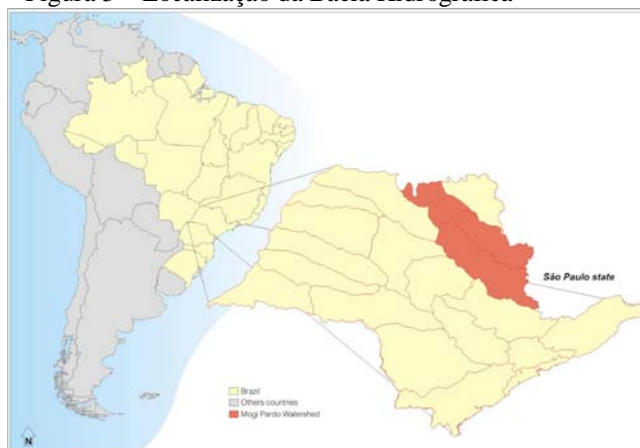 Figura 3 – Localização da Bacia Hidrográfica
São Paulo state
Brazil
Others countries
Mogi Pardo Watershed
N